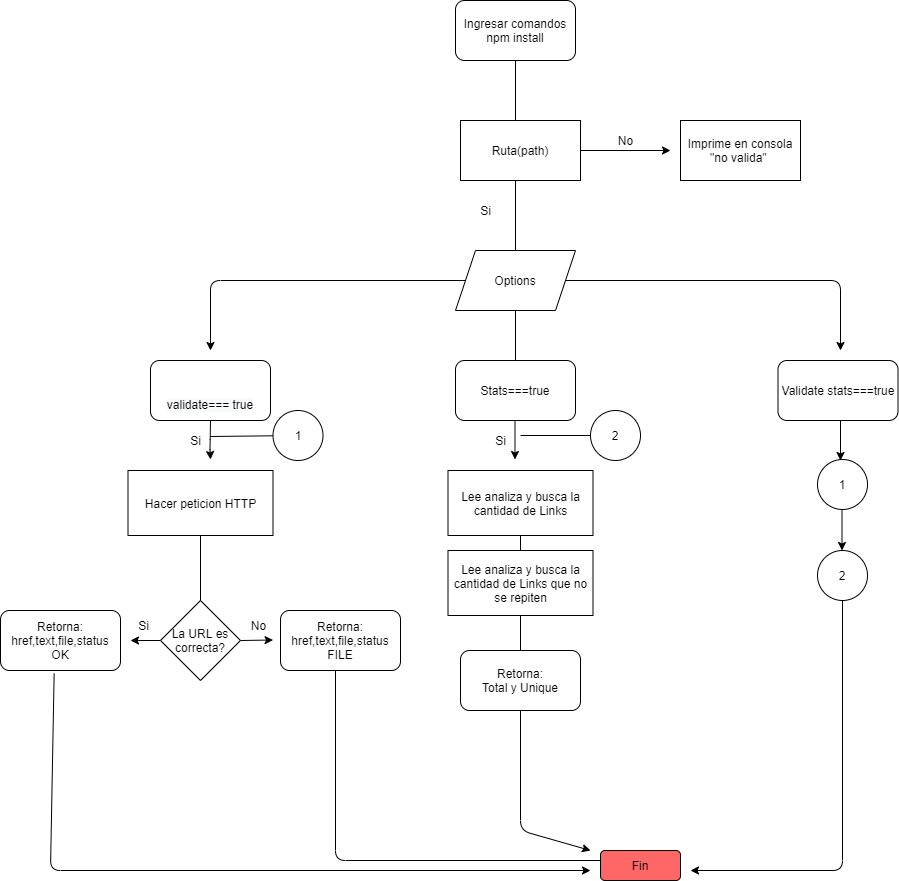 Ingresar comandos
npm install
Ruta(path)
No
Imprime en consola
"no valida"
Si
Options
validate=== true
Stats===true
Validate stats===true
Si
1
Si
2
Hacer peticion HTTP
Lee analiza y busca la
cantidad de Links
1
Lee analiza y busca la
cantidad de Links que no
se repiten
2
Si
La URL es
correcta?
No
Retorna:
href,text,file,status
OK
Retorna:
href,text,file,status
FILE
Retorna:
Total y Unique
Fin